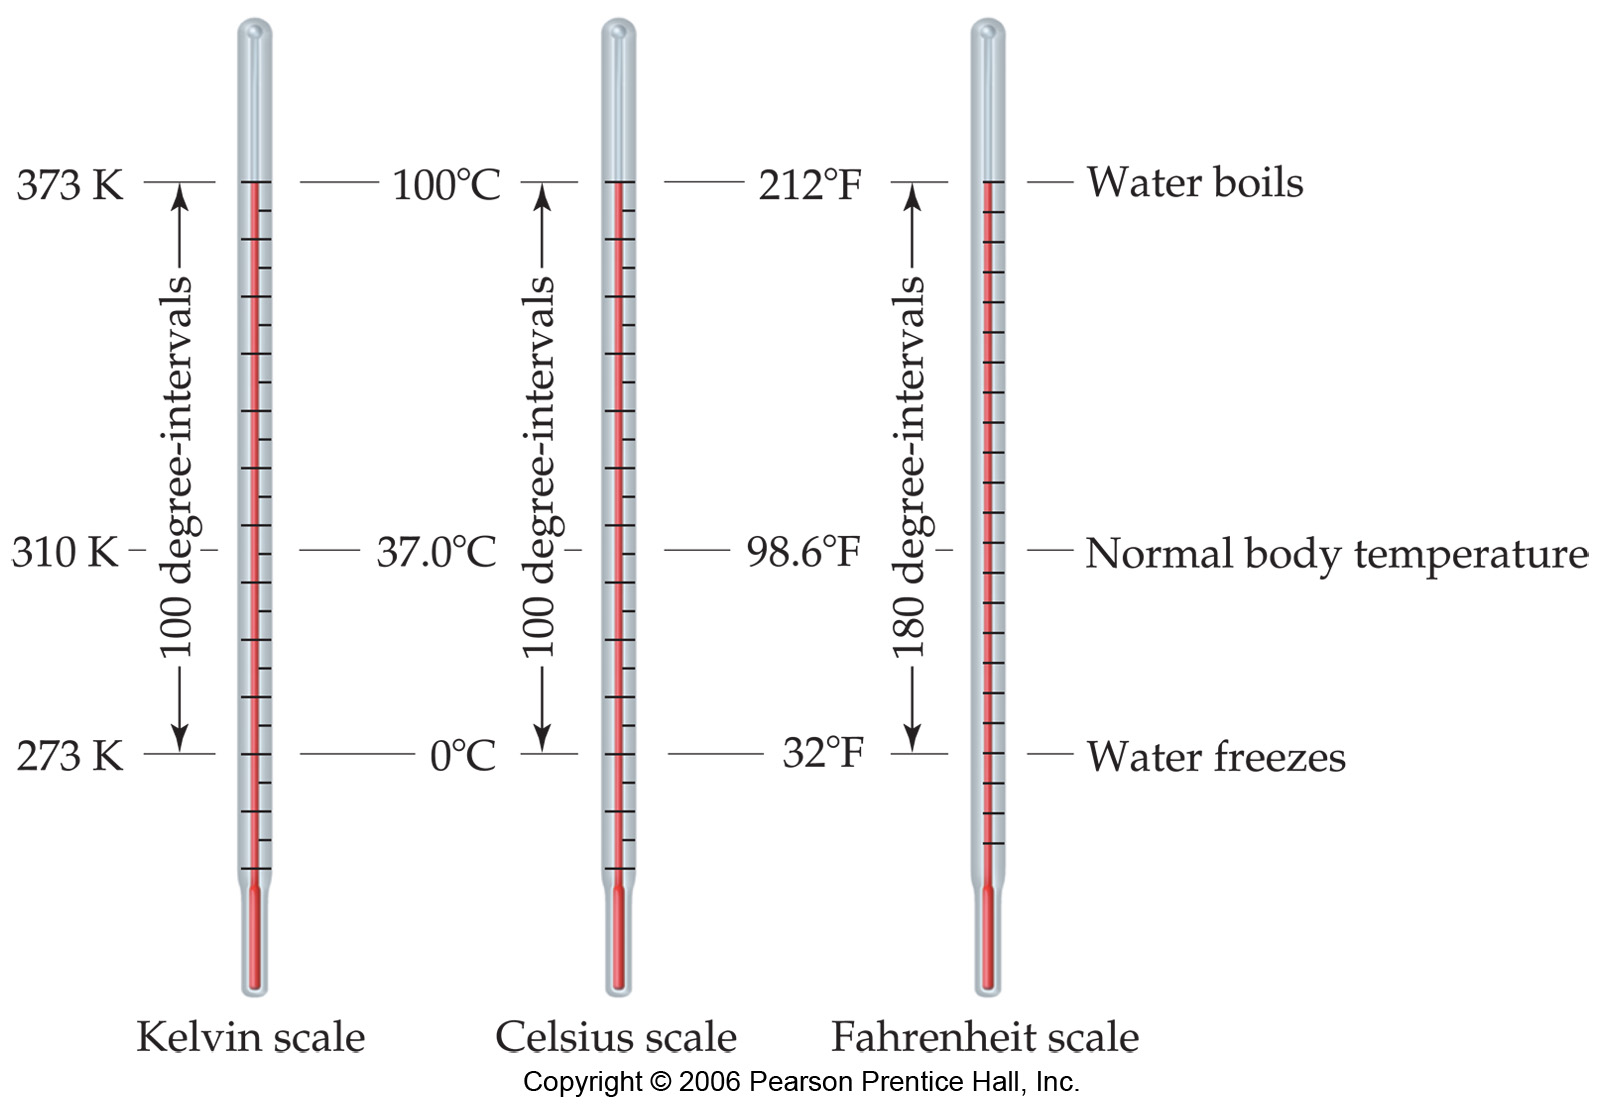 373 K
100°C
212°F
Water boils
100 degree-intervals
100 degree-intervals
180 degree-intervals
310 K
37.0°C
98.6°F
Normal body temperature
273 K
0°C
32°F
Water freezes
Kelvin scale
Celsius scale
Fahrenheit scale
Copyright © 2006 Pearson Prentice Hall, Inc.